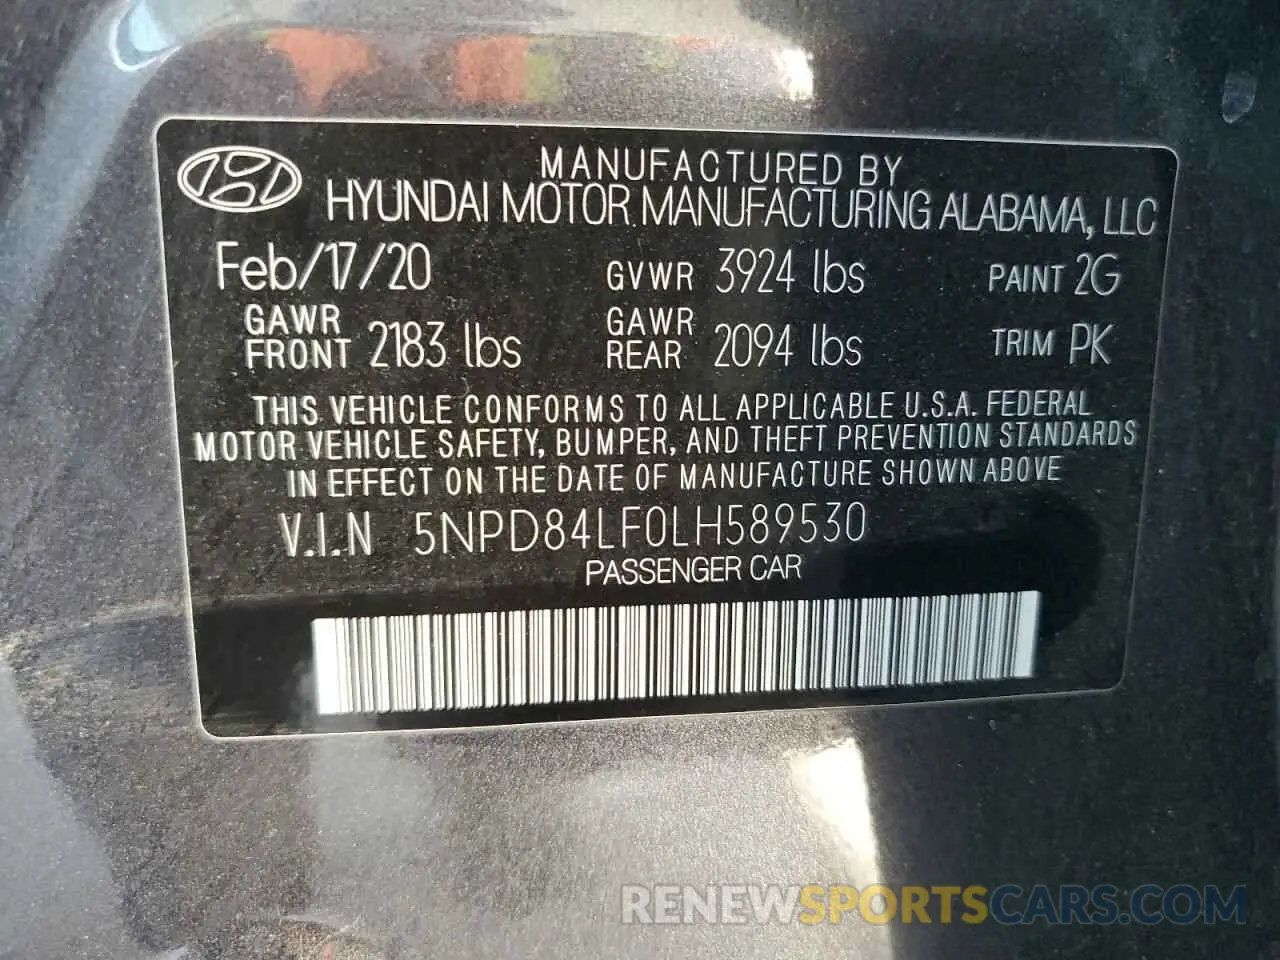 MANUFACTURED BY
HYUNDAI MOTOR MANUFACTURING ALABAMA, LLC
Feb/17/20 GVWR 3924 lbs PAINT 2G
GAWR FRONT 2183 lbs GAWR REAR 2094 lbs TRIM PK
THIS VEHICLE CONFORMS TO ALL APPLICABLE U.S.A. FEDERAL
MOTOR VEHICLE SAFETY, BUMPER, AND THEFT PREVENTION STANDARDS
IN EFFECT ON THE DATE OF MANUFACTURE SHOWN ABOVE
V.I.N 5NPD84LF0LH589530
PASSENGER CAR
RENEWSPORTSCARS.COM